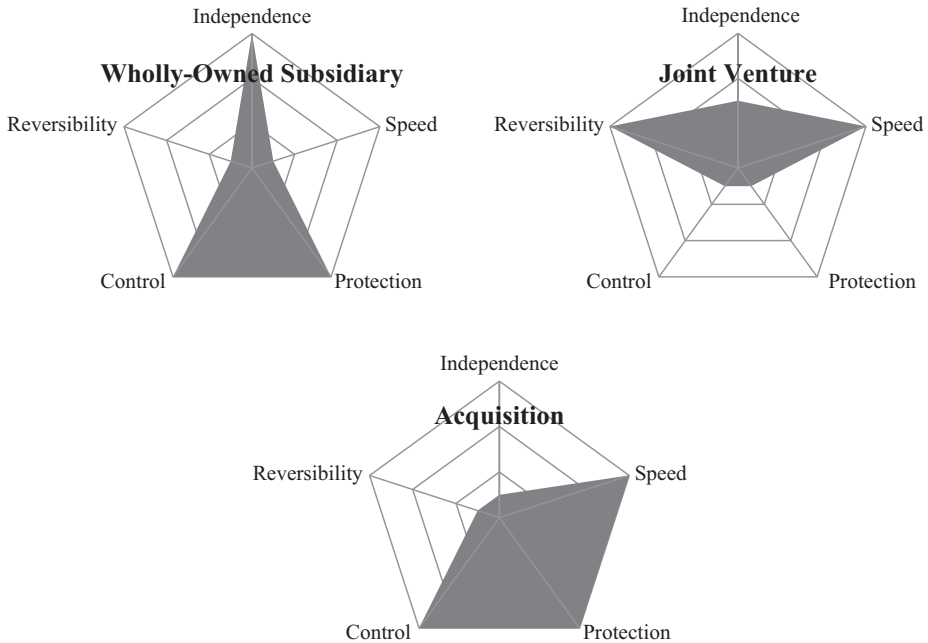 Independence
Wholly-Owned Subsidiary
Reversibility
Speed
Control
Protection
Independence
Joint Venture
Reversibility
Speed
Control
Protection
Independence
Acquisition
Reversibility
Speed
Control
Protection